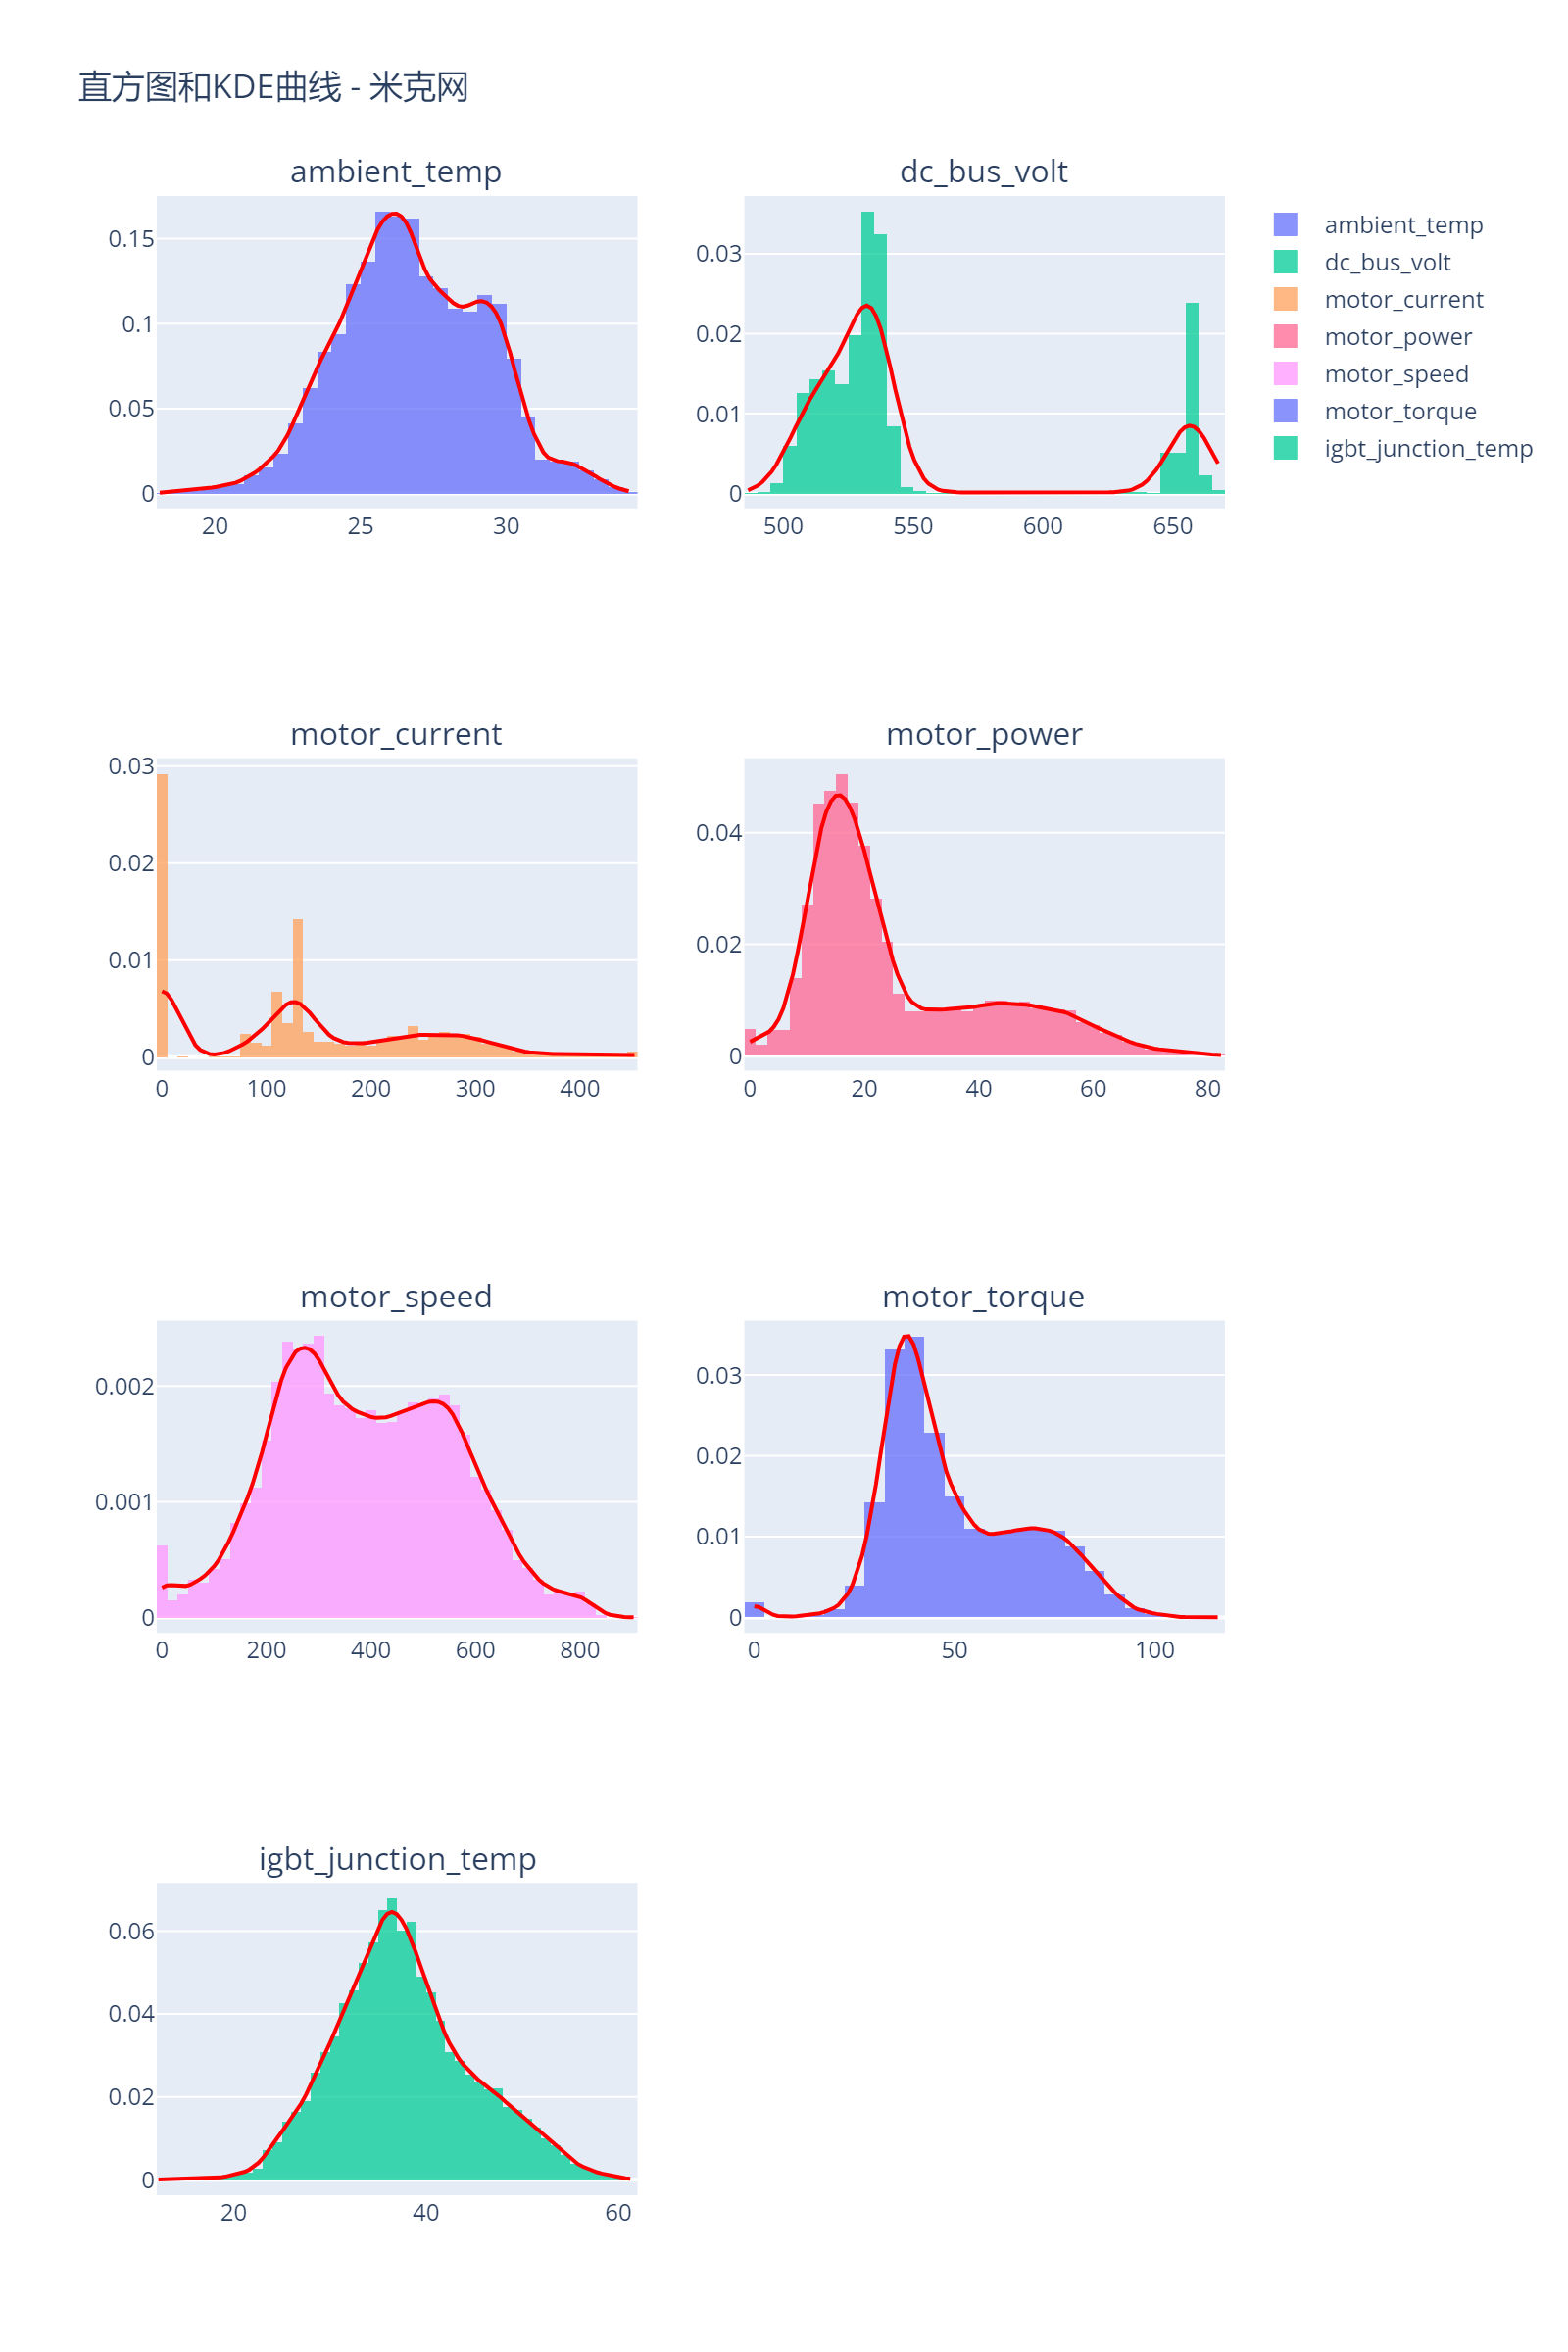 直方图和KDE曲线 - 米克网
ambient_temp
0.15
0.1
0.05
0
20 25 30
dc_bus_volt
0.03
0.02
0.01
0
500 550 600 650
ambient_temp
dc_bus_volt
motor_current
motor_power
motor_speed
motor_torque
igbt_junction_temp
motor_current
0.03
0.02
0.01
0
0 100 200 300 400
motor_power
0.04
0.02
0
0 20 40 60 80
motor_speed
0.002
0.001
0
0 200 400 600 800
motor_torque
0.03
0.02
0.01
0
0 50 100
igbt_junction_temp
0.06
0.04
0.02
0
20 40 60